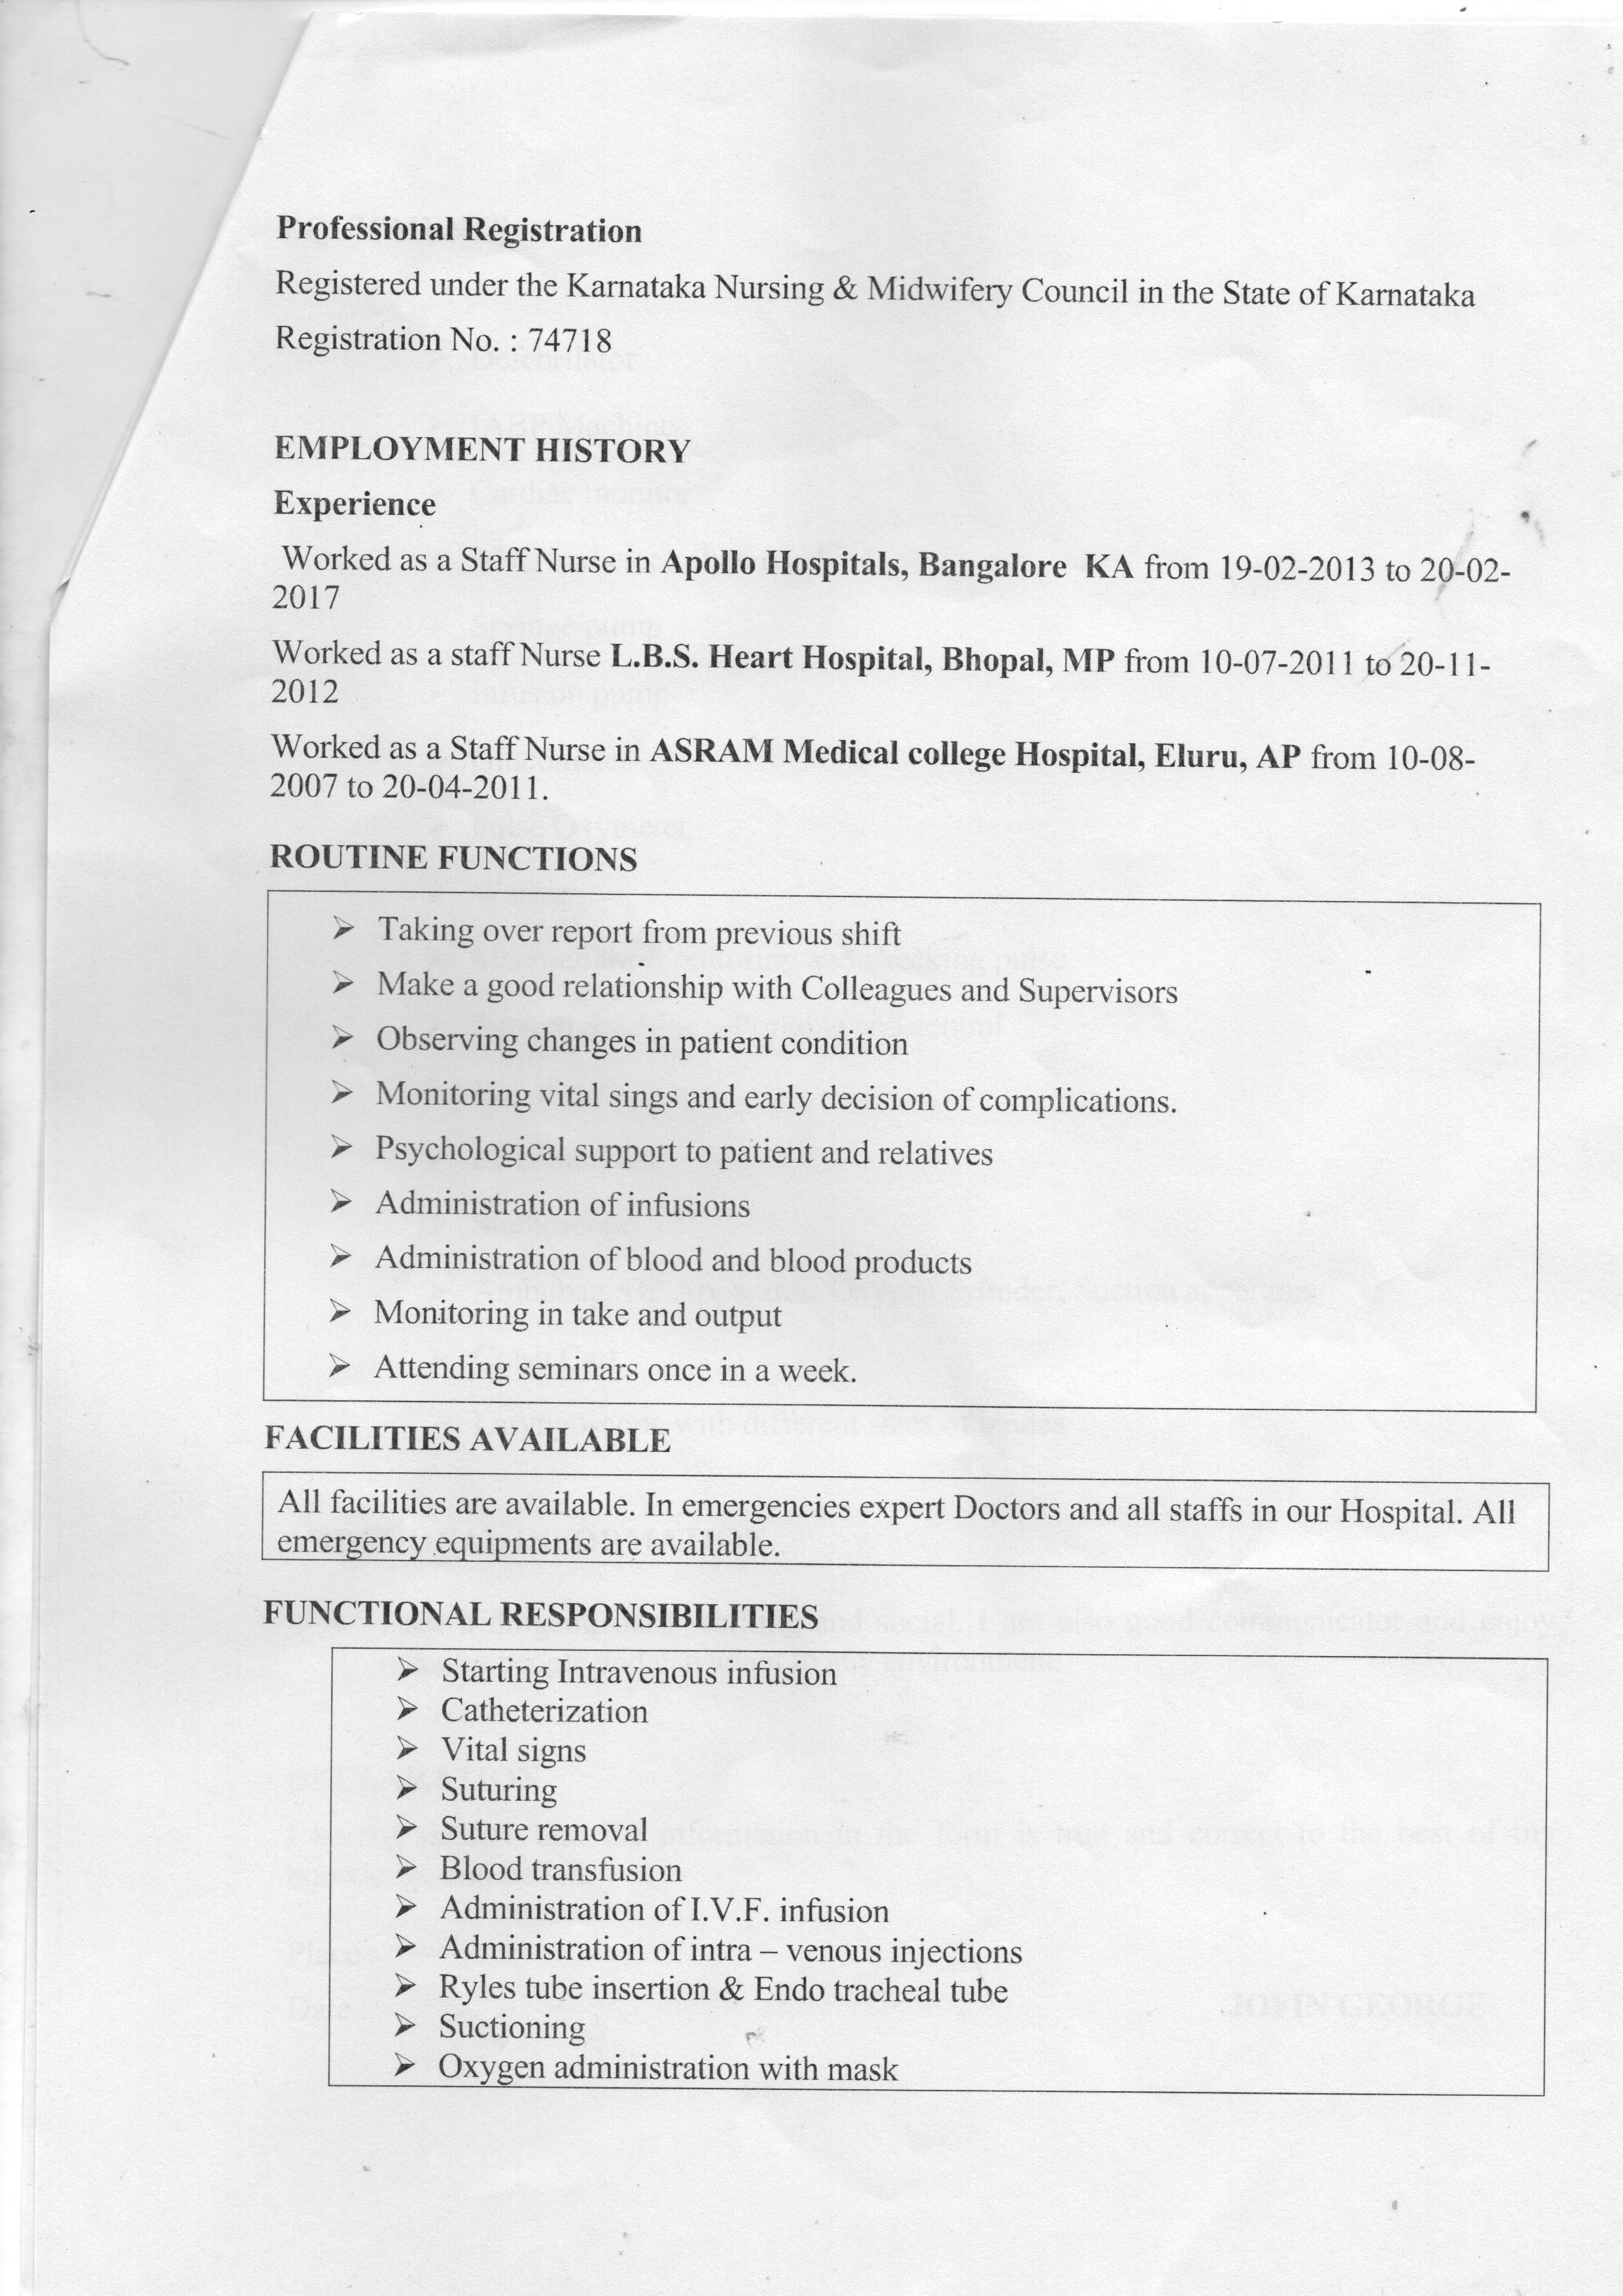 Professional Registration
Registered under the Karnataka Nursing & Midwifery Council in the State of Karnataka
Registration No. : 74718
EMPLOYMENT HISTORY
Experience
Worked as a Staff Nurse in Apollo Hospitals, Bangalore KA from 19-02-2013 to 20-02-
2017
Worked as a staff Nurse L.B.S. Heart Hospital, Bhopal, MP from 10-07-2011 to 20-11-
2012
Worked as a Staff Nurse in ASRAM Medical college Hospital, Eluru, AP from 10-08-
2007 to 20-04-2011.
ROUTINE FUNCTIONS
➢ Taking over report from previous shift
➢ Make a good relationship with Colleagues and Supervisors
➢ Observing changes in patient condition
➢ Monitoring vital sings and early decision of complications.
➢ Psychological support to patient and relatives
➢ Administration of infusions
➢ Administration of blood and blood products
➢ Monitoring in take and output
➢ Attending seminars once in a week.
FACILITIES AVAILABLE
All facilities are available. In emergencies expert Doctors and all staffs in our Hospital. All
emergency equipments are available.
FUNCTIONAL RESPONSIBILITIES
➢ Starting Intravenous infusion
➢ Catheterization
➢ Vital signs
➢ Suturing
➢ Suture removal
➢ Blood transfusion
➢ Administration of I.V.F. infusion
➢ Administration of intra – venous injections
➢ Ryles tube insertion & Endo tracheal tube
➢ Suctioning
➢ Oxygen administration with mask